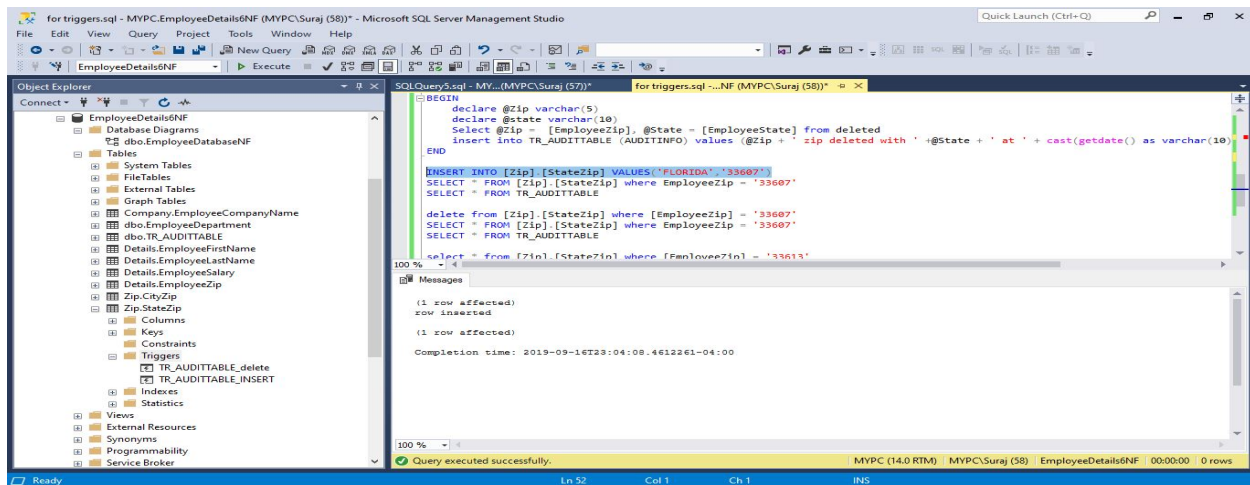 for triggers.sql - MYPC.EmployeeDetails6NF (MYPC\Suraj (58))* - Microsoft SQL Server Management Studio
Quick Launch (Ctrl+Q)
File Edit View Query Project Tools Window Help
New Query
EmployeeDetails6NF
Execute
Object Explorer
Connect
EmployeeDetails6NF
Database Diagrams
dbo.EmployeeDatabaseNF
Tables
System Tables
FileTables
External Tables
Graph Tables
Company.EmployeeCompanyName
dbo.EmployeeDepartment
dbo.TR_AUDITTABLE
Details.EmployeeFirstName
Details.EmployeeLastName
Details.EmployeeSalary
Details.EmployeeZip
Zip.CityZip
Zip.StateZip
Columns
Keys
Constraints
Triggers
TR_AUDITTABLE_delete
TR_AUDITTABLE_INSERT
Indexes
Statistics
Views
External Resources
Synonyms
Programmability
Service Broker
SQLQuery5.sql - MY...(MYPC\Suraj (57))*
for triggers.sql -...NF (MYPC\Suraj (58))*
BEGIN
declare @Zip varchar(5)
declare @state varchar(10)
Select @Zip = [EmployeeZip], @State = [EmployeeState] from deleted
insert into TR_AUDITTABLE (AUDITINFO) values (@Zip + ' zip deleted with ' +@State + ' at ' + cast(getdate() as varchar(10)
END
INSERT INTO [Zip].[StateZip] VALUES('FLORIDA','33607')
SELECT * FROM [Zip].[StateZip] where EmployeeZip = '33607'
SELECT * FROM TR_AUDITTABLE
delete from [Zip].[StateZip] where [EmployeeZip] = '33607'
SELECT * FROM [Zip].[StateZip] where EmployeeZip = '33607'
SELECT * FROM TR_AUDITTABLE
select * from [Zip].[StateZip] where [EmployeeZip] = '33613'
100 %
Messages
(1 row affected)
row inserted
(1 row affected)
Completion time: 2019-09-16T23:04:08.4612261-04:00
100 %
Query executed successfully.
MYPC (14.0 RTM) MYPC\Suraj (58) EmployeeDetails6NF 00:00:00 0 rows
Ready
Ln 52 Col 1 Ch 1 INS